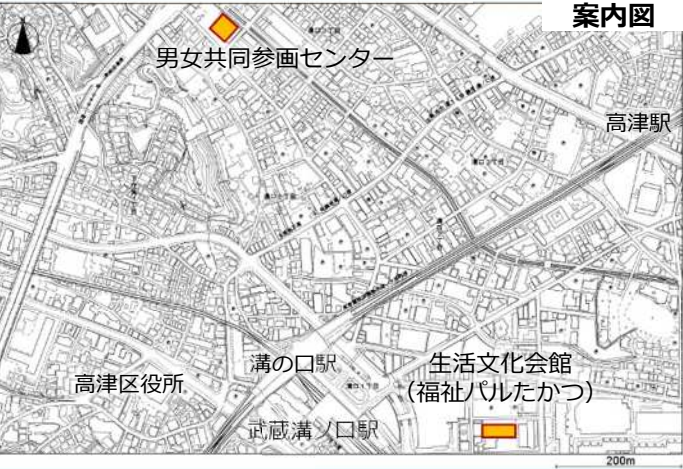 案内図
男女共同参画センター
高津駅
溝の口駅
生活文化会館
（福祉パルたかつ）
高津区役所
武蔵溝ノ口駅
200m